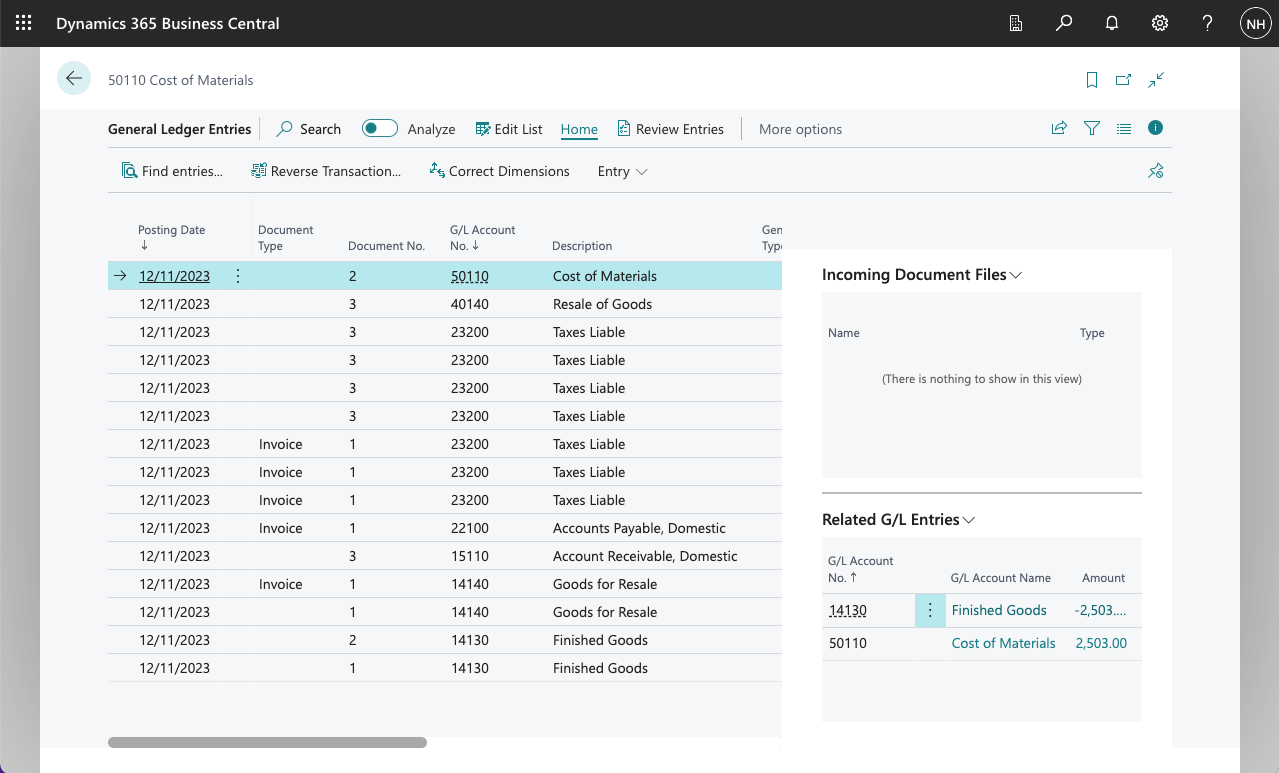 Dynamics 365 Business Central
NH
50110 Cost of Materials
General Ledger Entries Search Analyze Edit List Home Review Entries More options
Find entries... Reverse Transaction... Correct Dimensions Entry
Posting Date ↓ Document Type Document No. G/L Account No. ↓ Description Gen Type
12/11/2023 2 50110 Cost of Materials
12/11/2023 3 40140 Resale of Goods
12/11/2023 3 23200 Taxes Liable
12/11/2023 3 23200 Taxes Liable
12/11/2023 3 23200 Taxes Liable
12/11/2023 3 23200 Taxes Liable
12/11/2023 Invoice 1 23200 Taxes Liable
12/11/2023 Invoice 1 23200 Taxes Liable
12/11/2023 Invoice 1 23200 Taxes Liable
12/11/2023 Invoice 1 22100 Accounts Payable, Domestic
12/11/2023 3 15110 Account Receivable, Domestic
12/11/2023 Invoice 1 14140 Goods for Resale
12/11/2023 1 14140 Goods for Resale
12/11/2023 2 14130 Finished Goods
12/11/2023 1 14130 Finished Goods
Incoming Document Files
Name Type
(There is nothing to show in this view)
Related G/L Entries
G/L Account No. ↑ G/L Account Name Amount
14130 Finished Goods -2,503....
50110 Cost of Materials 2,503.00